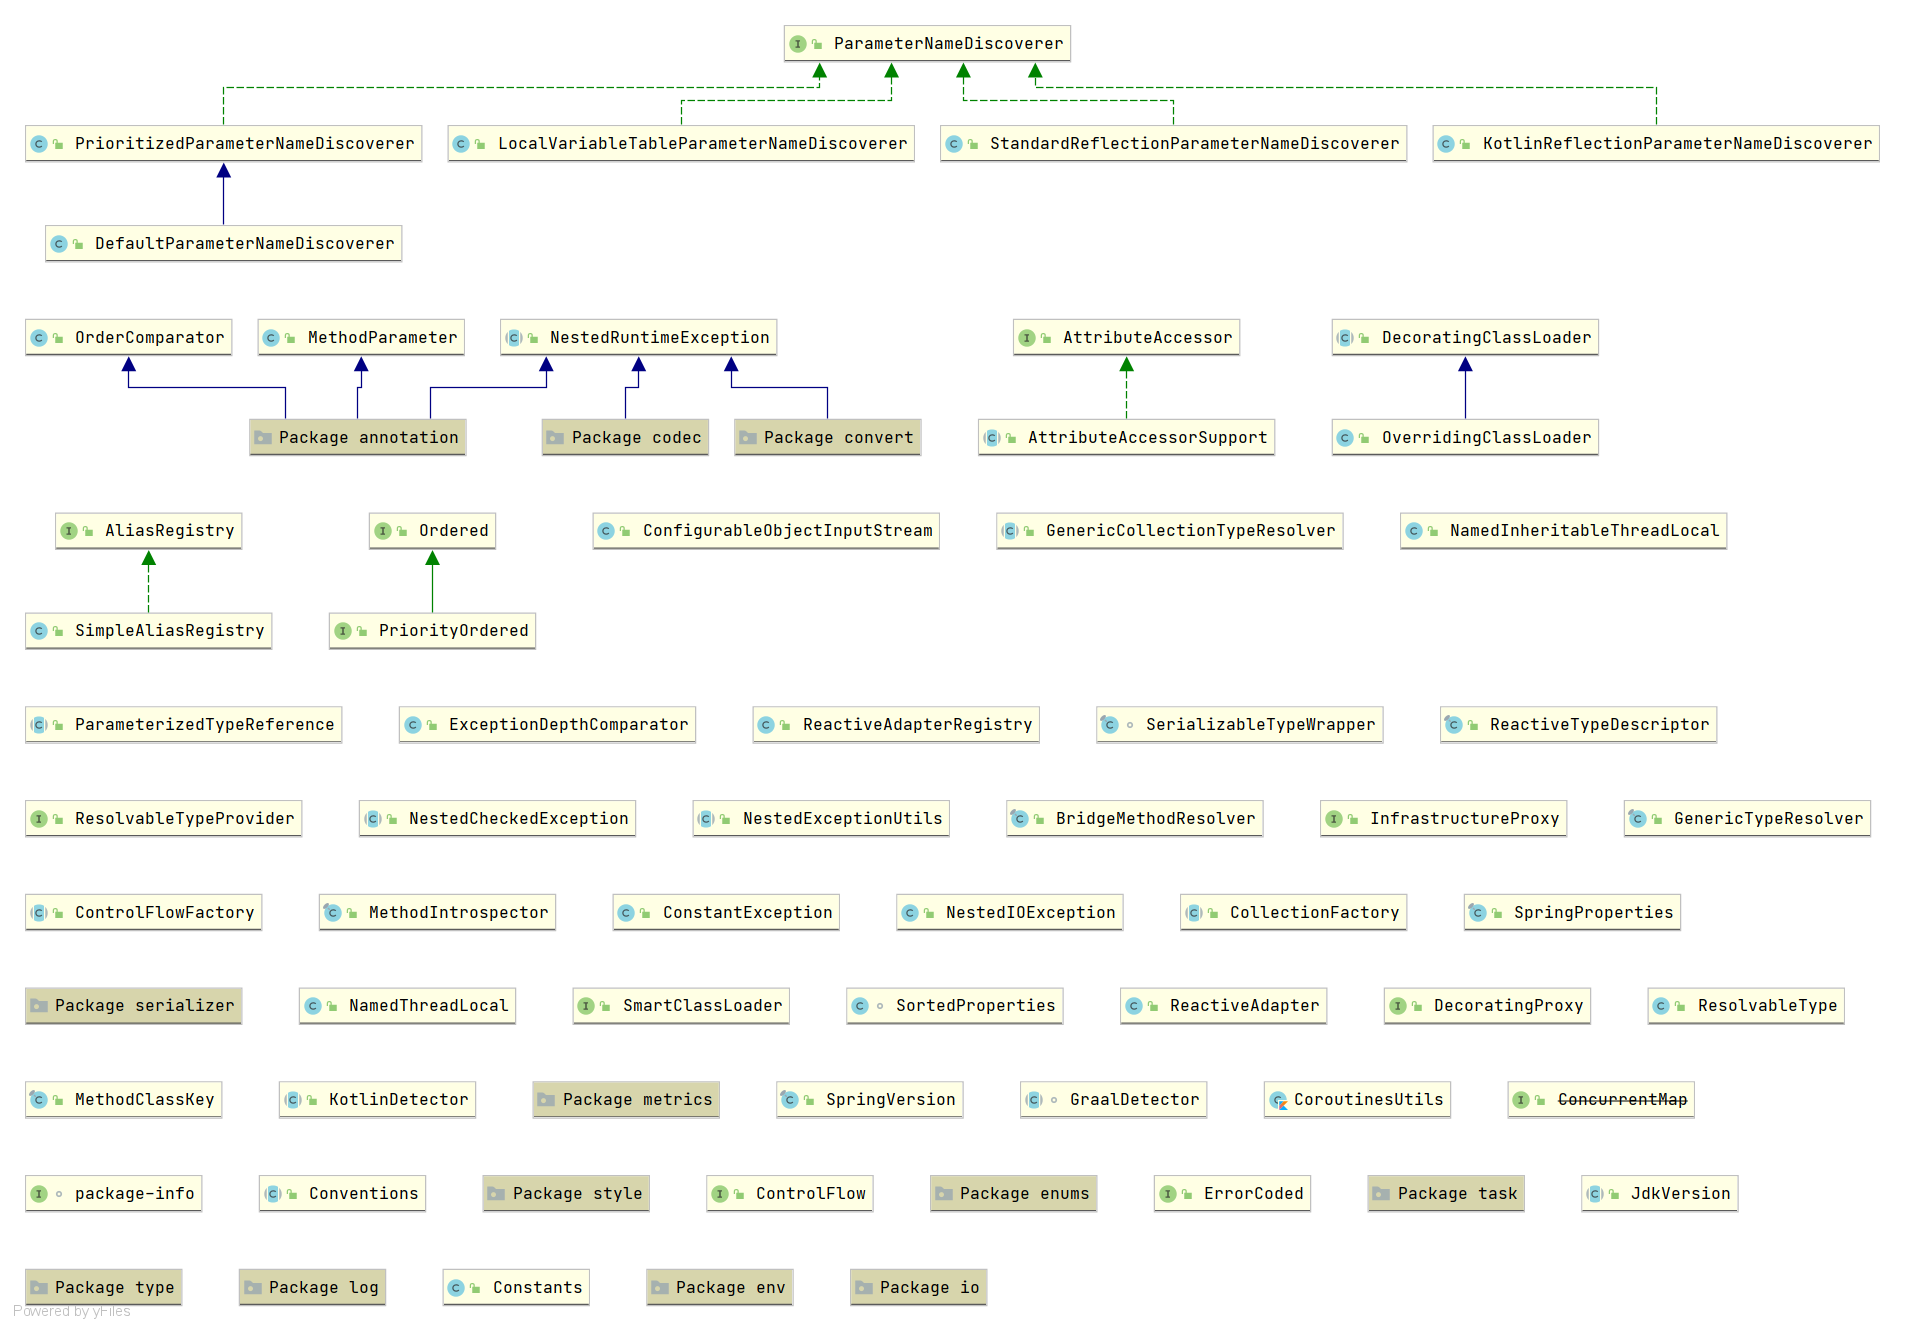 ParameterNameDiscoverer
PrioritizedParameterNameDiscoverer
LocalVariableTableParameterNameDiscoverer
StandardReflectionParameterNameDiscoverer
KotlinReflectionParameterNameDiscoverer
DefaultParameterNameDiscoverer
OrderComparator
MethodParameter
NestedRuntimeException
AttributeAccessor
DecoratingClassLoader
Package annotation
Package codec
Package convert
AttributeAccessorSupport
OverridingClassLoader
AliasRegistry
Ordered
ConfigurableObjectInputStream
GenericCollectionTypeResolver
NamedInheritableThreadLocal
SimpleAliasRegistry
PriorityOrdered
ParameterizedTypeReference
ExceptionDepthComparator
ReactiveAdapterRegistry
SerializableTypeWrapper
ReactiveTypeDescriptor
ResolvableTypeProvider
NestedCheckedException
NestedExceptionUtils
BridgeMethodResolver
InfrastructureProxy
GenericTypeResolver
ControlFlowFactory
MethodIntrospector
ConstantException
NestedIOException
CollectionFactory
SpringProperties
Package serializer
NamedThreadLocal
SmartClassLoader
SortedProperties
ReactiveAdapter
DecoratingProxy
ResolvableType
MethodClassKey
KotlinDetector
Package metrics
SpringVersion
GraalDetector
CoroutinesUtils
ConcurrentMap
package-info
Conventions
Package style
ControlFlow
Package enums
ErrorCoded
Package task
JdkVersion
Package type
Package log
Constants
Package env
Package io
Powered by yFiles